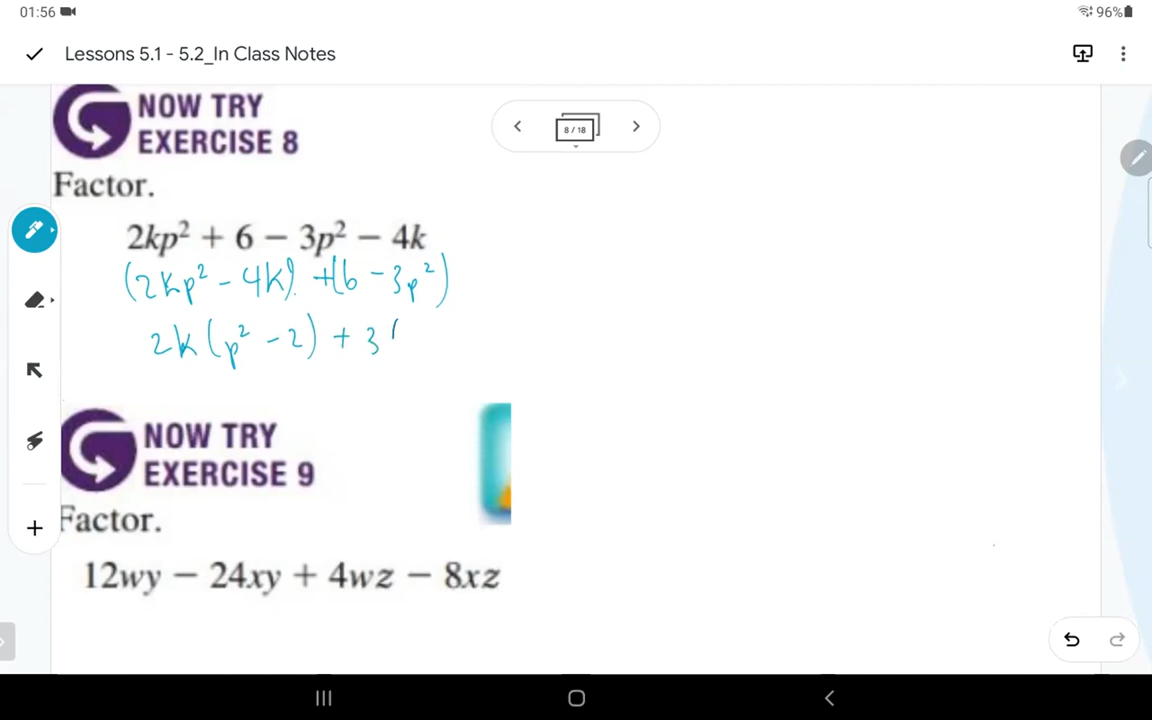 01:56 96%
Lessons 5.1 - 5.2_In Class Notes
NOW TRY
EXERCISE 8
8 / 18
Factor.
2kp² + 6 − 3p² − 4k
(2kp² - 4k) + (6 - 3p²)
2k(p² - 2) + 3(
NOW TRY
EXERCISE 9
Factor.
12wy − 24xy + 4wz − 8xz